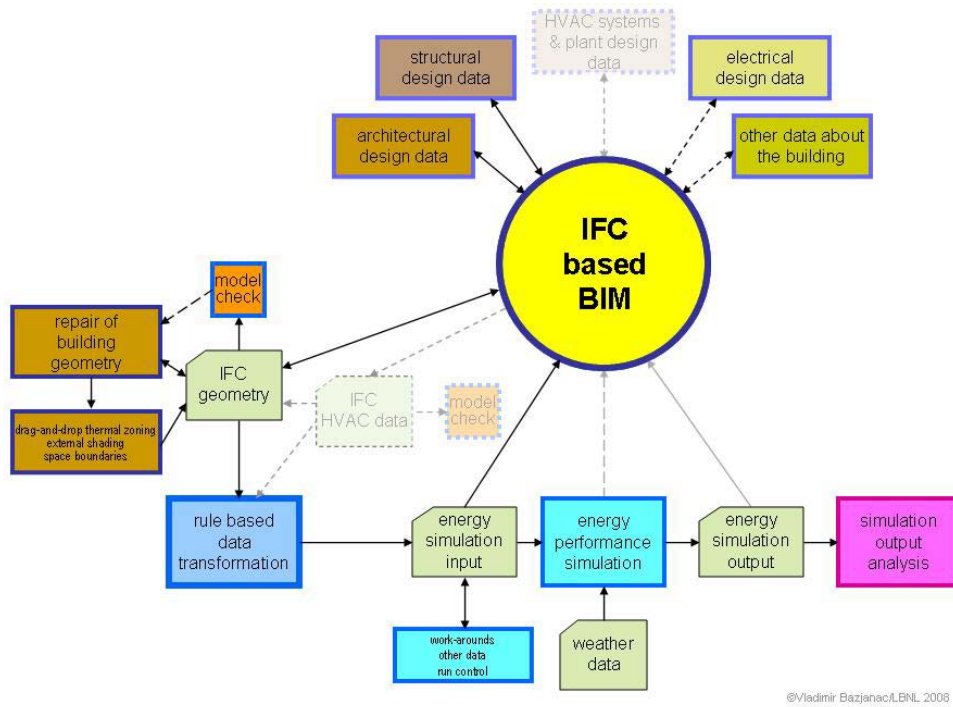 HVAC systems
& plant design
data
structural
design data
electrical
design data
architectural
design data
other data about
the building
IFC
based
BIM
model
check
repair of
building
geometry
IFC
geometry
IFC
HVAC data
model
check
drag-and-drop thermal zoning
external shading
space boundaries
rule based
data
transformation
energy
simulation
input
energy
performance
simulation
energy
simulation
output
simulation
output
analysis
work-arounds
other data
run control
weather
data
©Vladimir Bazjanac/LBNL 2008